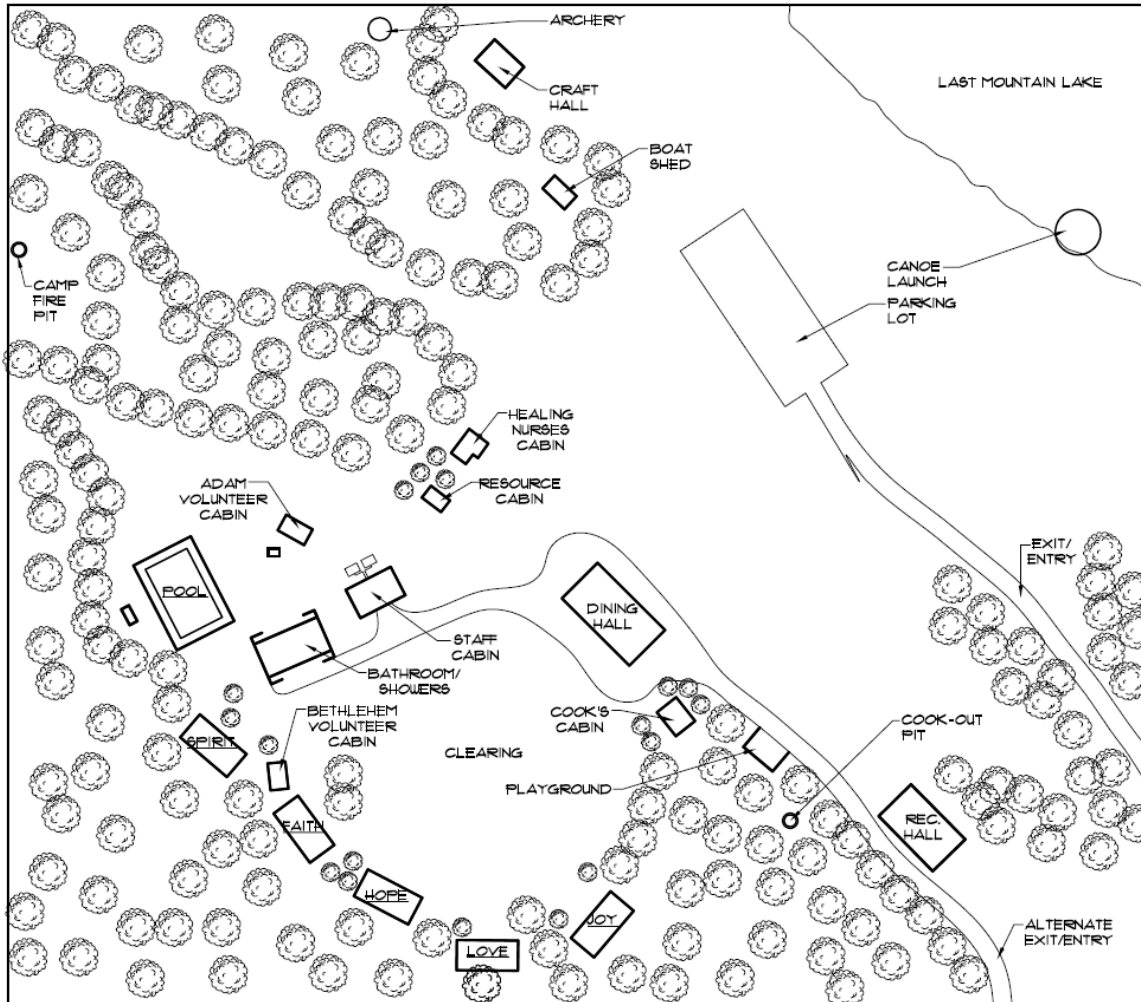 ARCHERY
LAST MOUNTAIN LAKE
CRAFT
HALL
BOAT
SHED
CANOE
LAUNCH
PARKING
LOT
CAMP
FIRE
PIT
HEALING
NURSES
CABIN
RESOURCE
CABIN
ADAM
VOLUNTEER
CABIN
EXIT/
ENTRY
POOL
DINING
HALL
STAFF
CABIN
BATHROOM/
SHOWERS
BETHLEHEM
VOLUNTEER
CABIN
COOK'S
CABIN
COOK-OUT
PIT
SPIRIT
CLEARING
PLAYGROUND
FAITH
REC.
HALL
HOPE
JOY
LOVE
ALTERNATE
EXIT/ENTRY